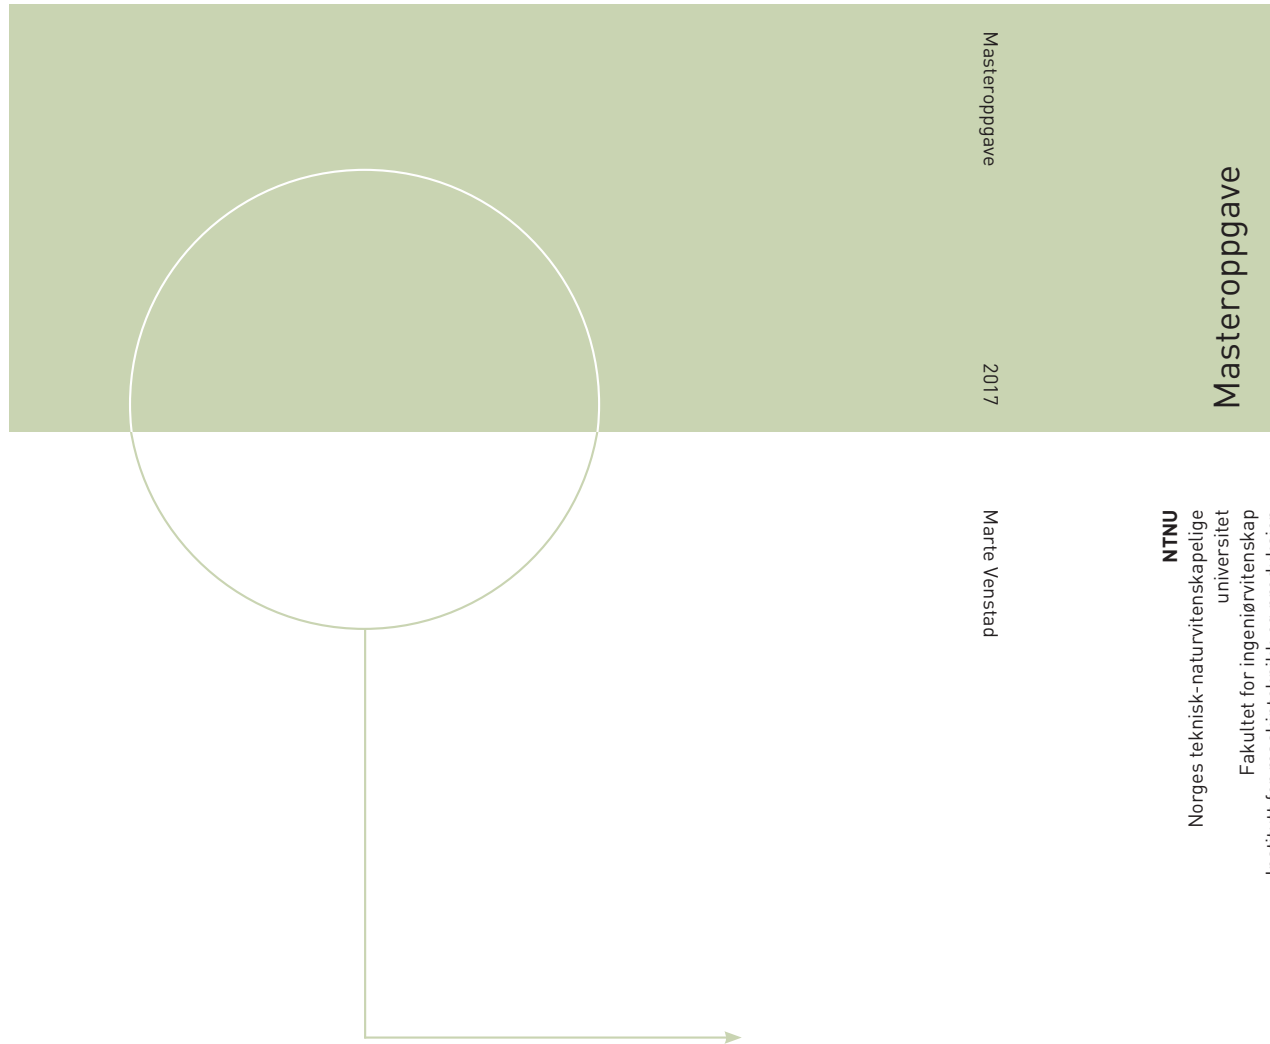 Masteroppgave
2017
Marte Venstad
Masteroppgave
NTNU
Norges teknisk-naturvitenskapelige
universitet
Fakultet for ingeniørvitenskap